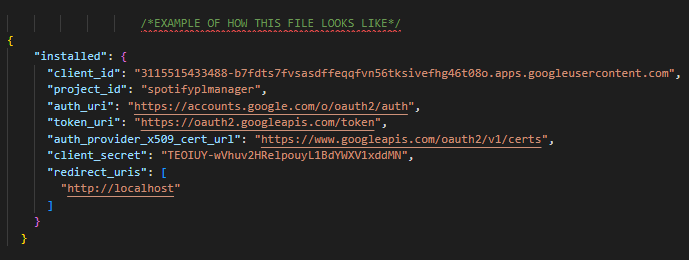 /*EXAMPLE OF HOW THIS FILE LOOKS LIKE*/
{
"installed": {
"client_id": "3115515433488-b7fdts7fvsasdffeqqfvn56tksivefhg46t08o.apps.googleusercontent.com",
"project_id": "spotifyplmanager",
"auth_uri": "https://accounts.google.com/o/oauth2/auth",
"token_uri": "https://oauth2.googleapis.com/token",
"auth_provider_x509_cert_url": "https://www.googleapis.com/oauth2/v1/certs",
"client_secret": "TEOIUY-wVhuv2HRelpouyL1BdYWXV1xddMN",
"redirect_uris": [
"http://localhost"
]
}
}